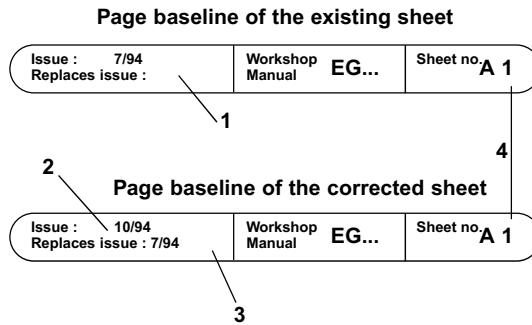 Page baseline of the existing sheet
Issue : 7/94
Replaces issue :
Workshop
Manual EG...
Sheet no. A 1
1
2
4
Page baseline of the corrected sheet
Issue : 10/94
Replaces issue : 7/94
Workshop
Manual EG...
Sheet no. A 1
3